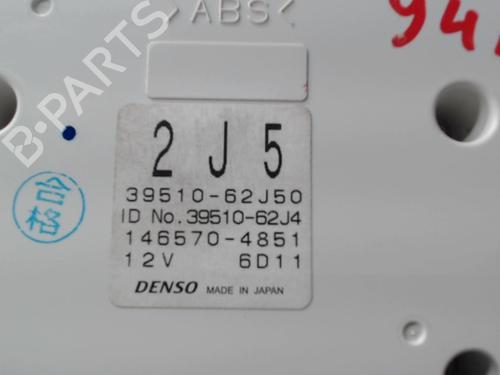 >ABS<
94
B-PARTS
2 J 5
39510-62J50
ID No.39510-62J4
146570-4851
12V 6D11
DENSO MADE IN JAPAN
合格